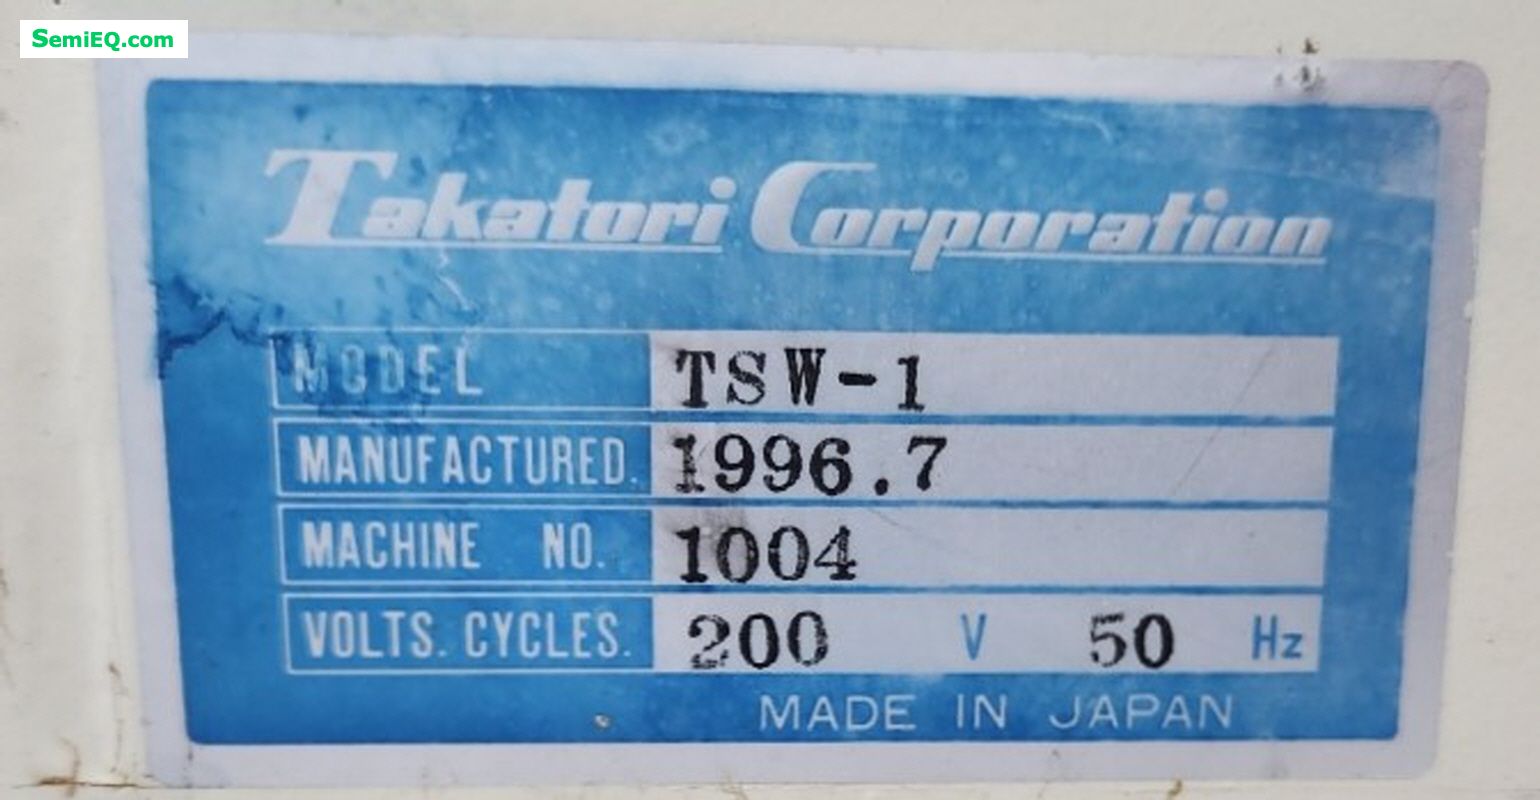 SemiEQ.com
Takatori Corporation
MODEL TSW-1
MANUFACTURED. 1996.7
MACHINE NO. 1004
VOLTS. CYCLES. 200 V 50 Hz
MADE IN JAPAN